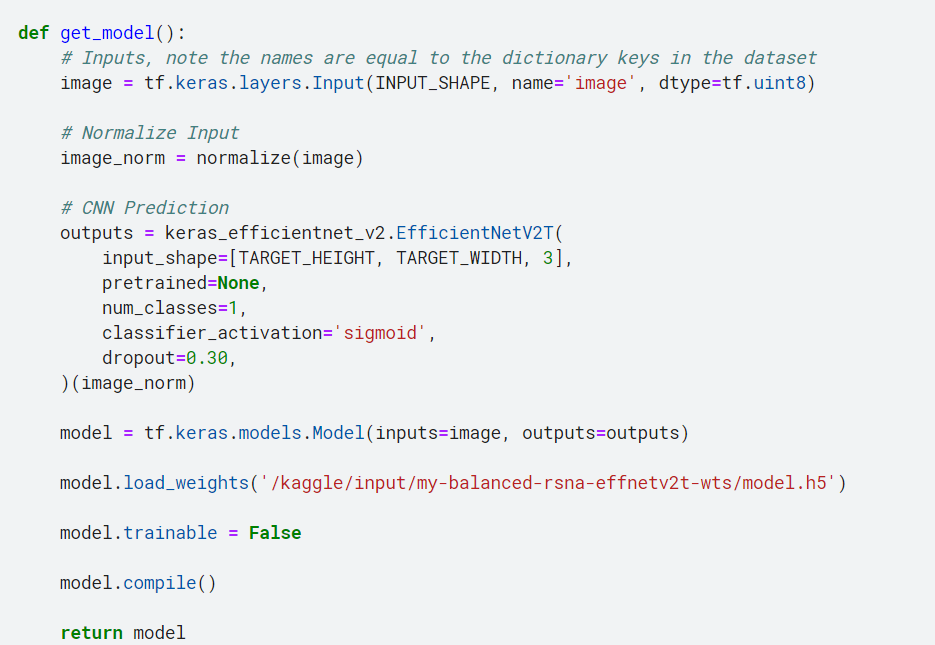 def get_model():
    # Inputs, note the names are equal to the dictionary keys in the dataset
    image = tf.keras.layers.Input(INPUT_SHAPE, name='image', dtype=tf.uint8)

    # Normalize Input
    image_norm = normalize(image)

    # CNN Prediction
    outputs = keras_efficientnet_v2.EfficientNetV2T(
        input_shape=[TARGET_HEIGHT, TARGET_WIDTH, 3],
        pretrained=None,
        num_classes=1,
        classifier_activation='sigmoid',
        dropout=0.30,
    )(image_norm)

    model = tf.keras.models.Model(inputs=image, outputs=outputs)

    model.load_weights('/kaggle/input/my-balanced-rsna-effnetv2t-wts/model.h5')

    model.trainable = False

    model.compile()

    return model